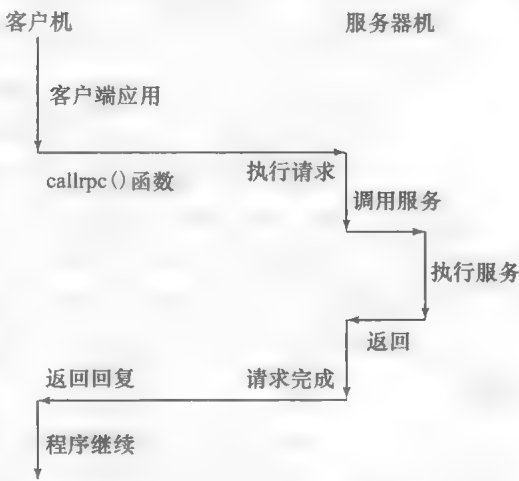 客户机
服务器机
客户端应用
callrpc()函数
执行请求
调用服务
执行服务
返回
返回回复
请求完成
程序继续